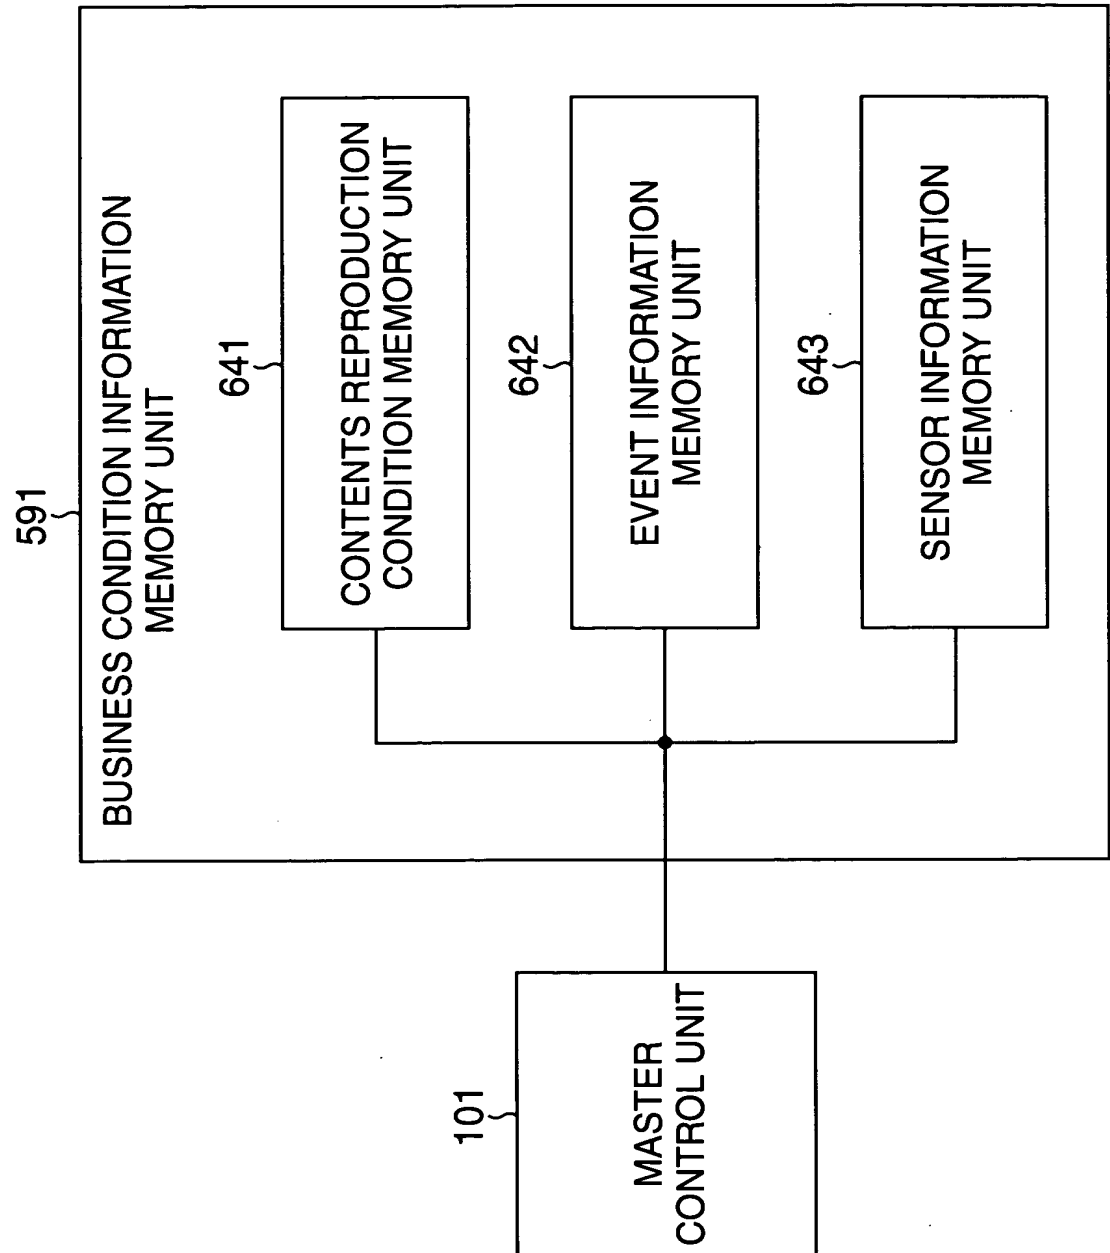 591
BUSINESS CONDITION INFORMATION
MEMORY UNIT
641
CONTENTS REPRODUCTION
CONDITION MEMORY UNIT
642
EVENT INFORMATION
MEMORY UNIT
643
SENSOR INFORMATION
MEMORY UNIT
101
MASTER
CONTROL UNIT